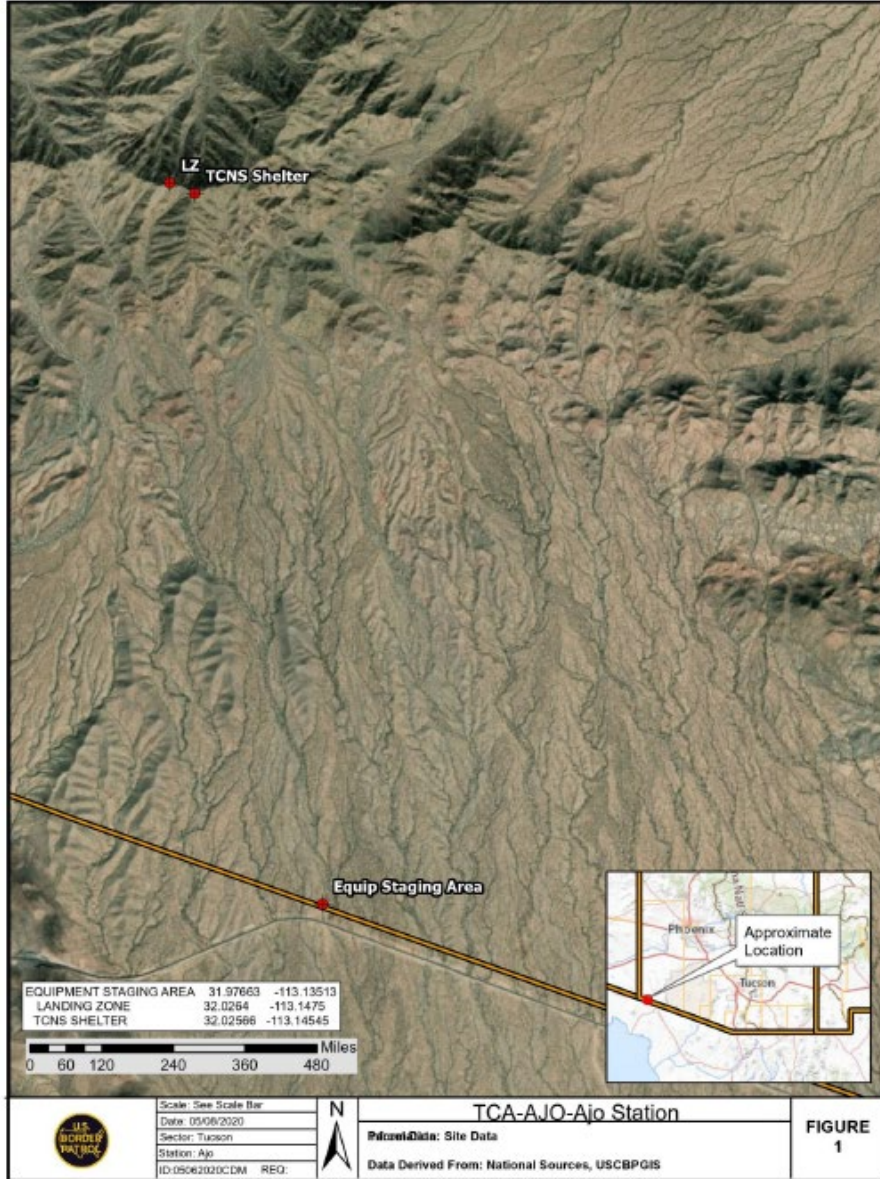 LZ
TCNS Shelter
Equip Staging Area
EQUIPMENT STAGING AREA 31.97663 -113.13513
LANDING ZONE 32.0264 -113.1475
TCNS SHELTER 32.02566 -113.14545
Miles
0 60 120 240 360 480
Phoenix
Tucson
Approximate
Location
U.S.
BORDER
PATROL
Scale: See Scale Bar
Date: 05/08/2020
Sector: Tucson
Station: Ajo
ID:05062020CDM REQ:
N
TCA-AJO-Ajo Station
Site Data
Data Derived From: National Sources, USCBPGIS
FIGURE
1